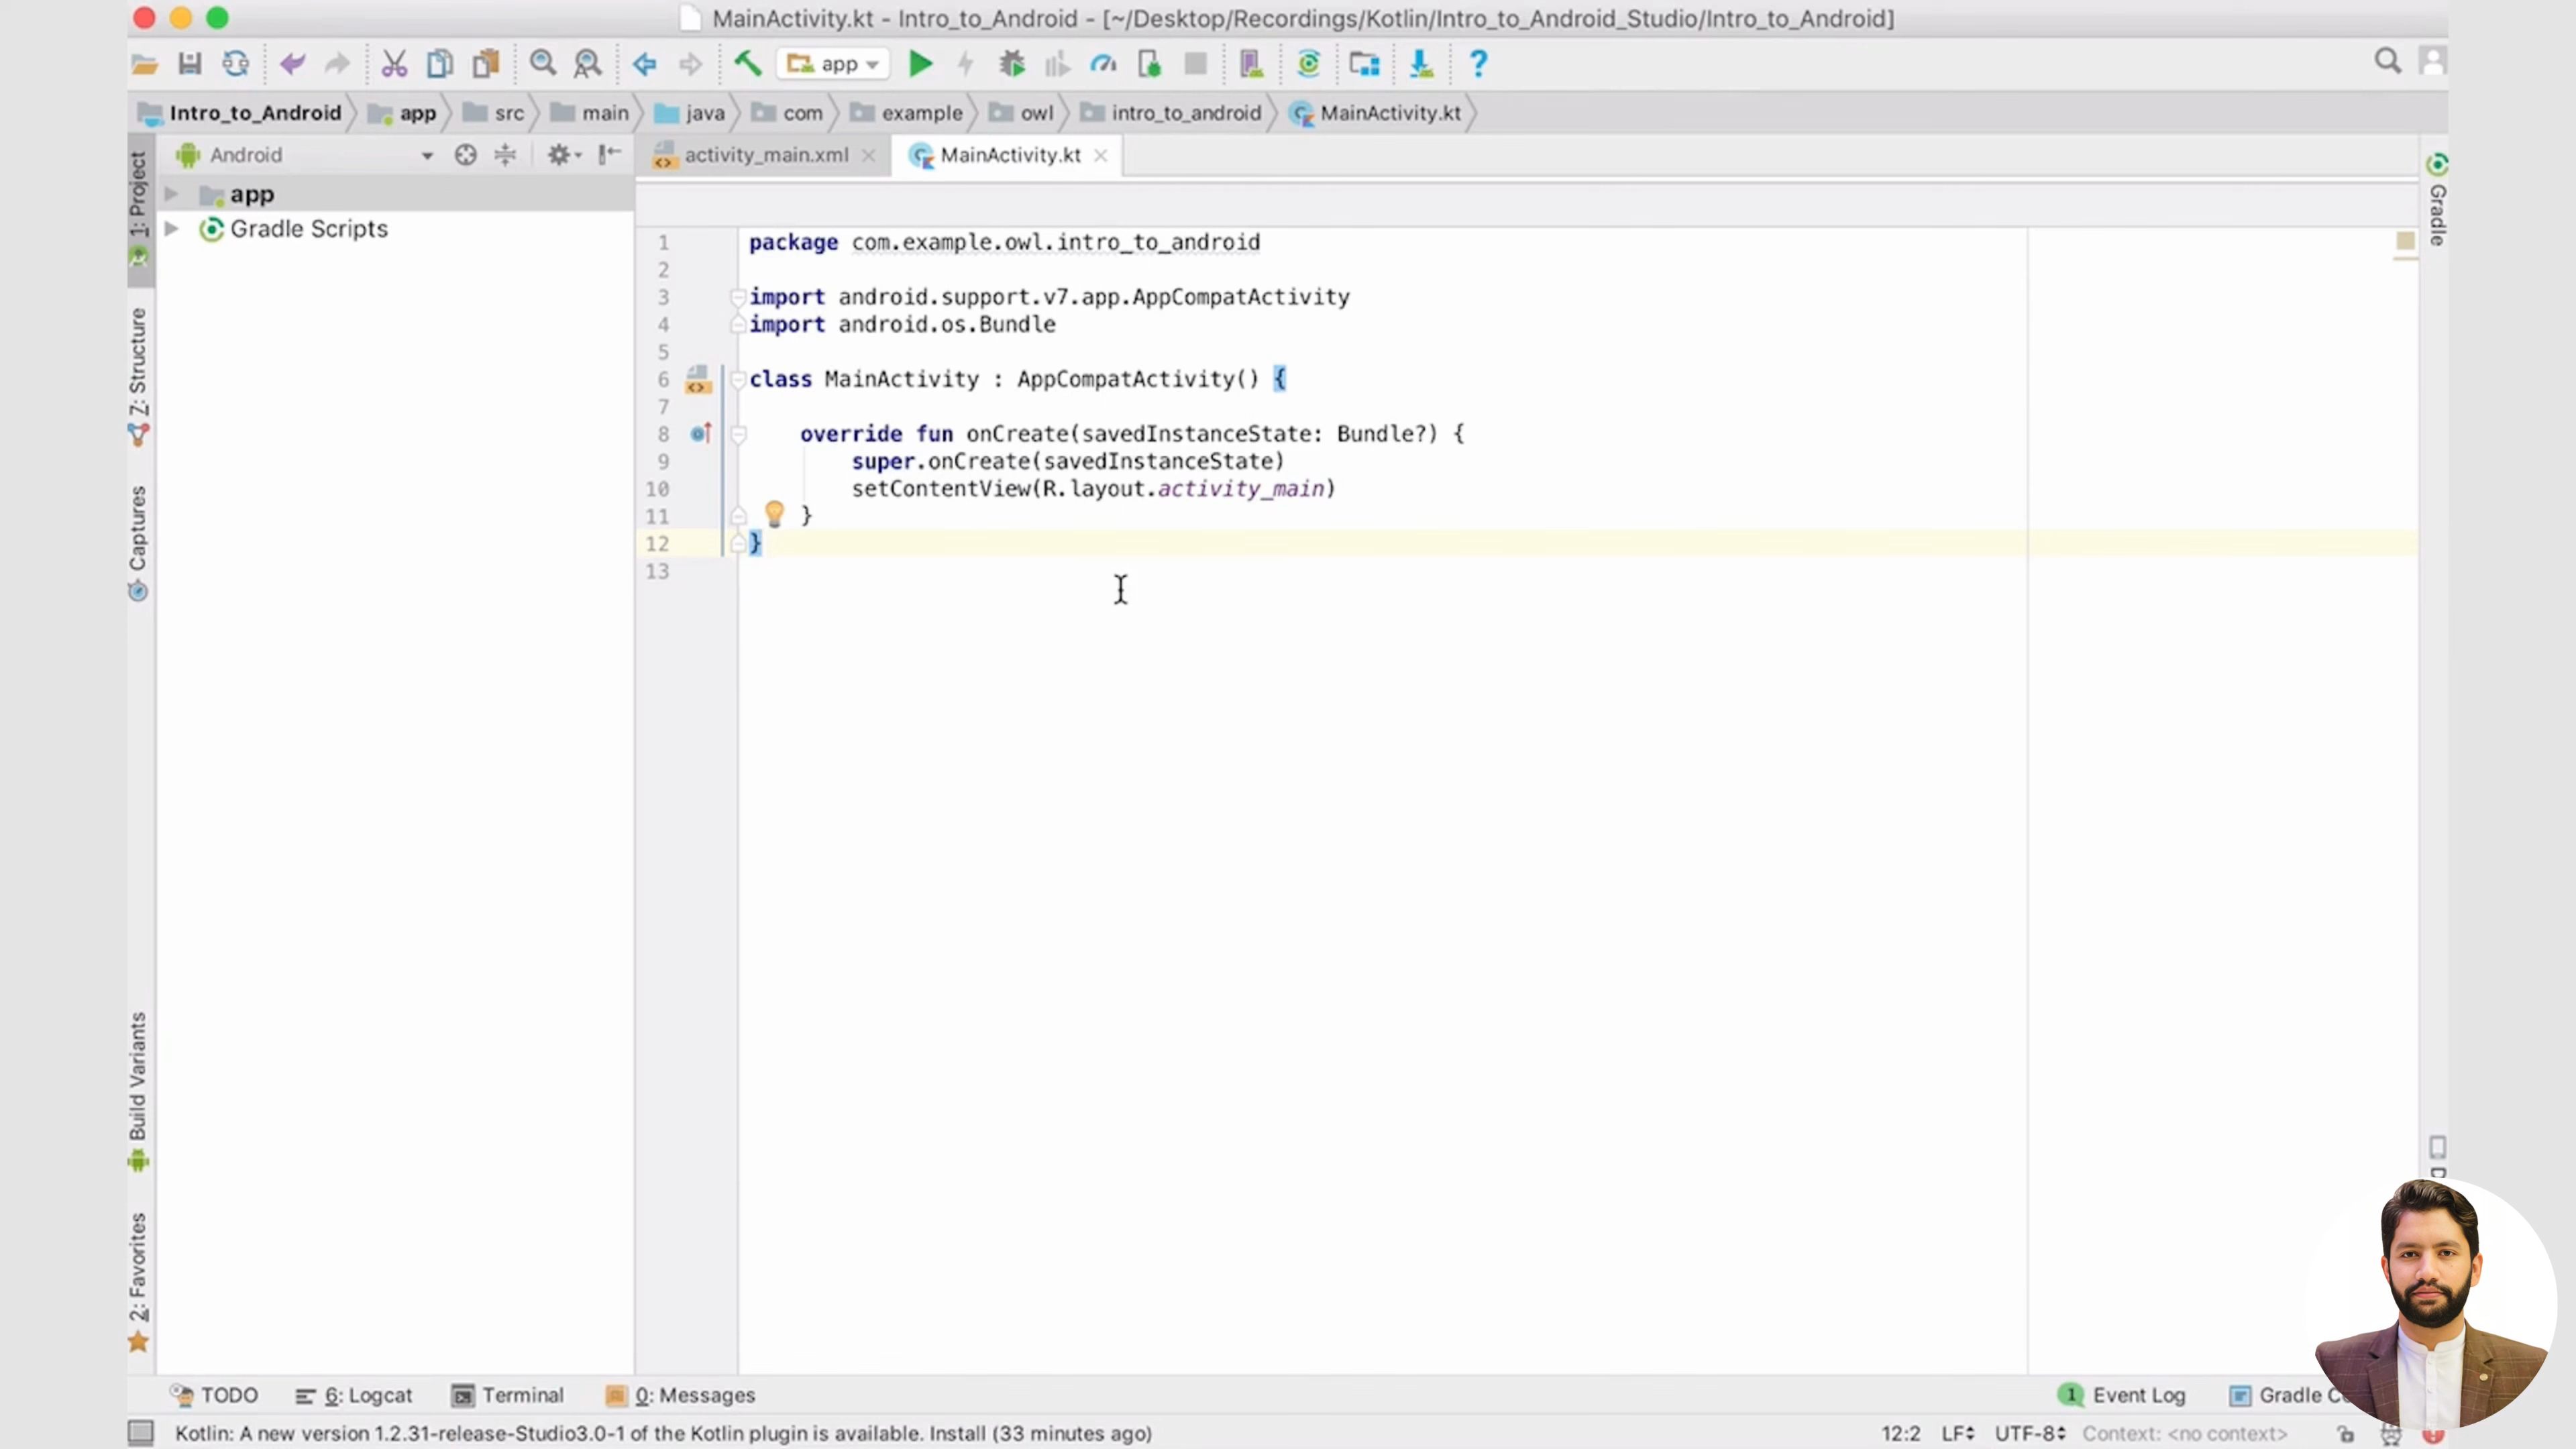 MainActivity.kt - Intro_to_Android - [~/Desktop/Recordings/Kotlin/Intro_to_Android_Studio/Intro_to_Android]
app
Intro_to_Android app src main java com example owl intro_to_android MainActivity.kt
Android
activity_main.xml MainActivity.kt
1: Project
app
Gradle Scripts
Z: Structure
Captures
Build Variants
2: Favorites
Gradle
1 package com.example.owl.intro_to_android
2
3 import android.support.v7.app.AppCompatActivity
4 import android.os.Bundle
5
6 class MainActivity : AppCompatActivity() {
7
8 override fun onCreate(savedInstanceState: Bundle?) {
9 super.onCreate(savedInstanceState)
10 setContentView(R.layout.activity_main)
11 }
12 }
13
TODO 6: Logcat Terminal 0: Messages 1 Event Log Gradle
Kotlin: A new version 1.2.31-release-Studio3.0-1 of the Kotlin plugin is available. Install (33 minutes ago) 12:2 LF UTF-8 Context: <no context>